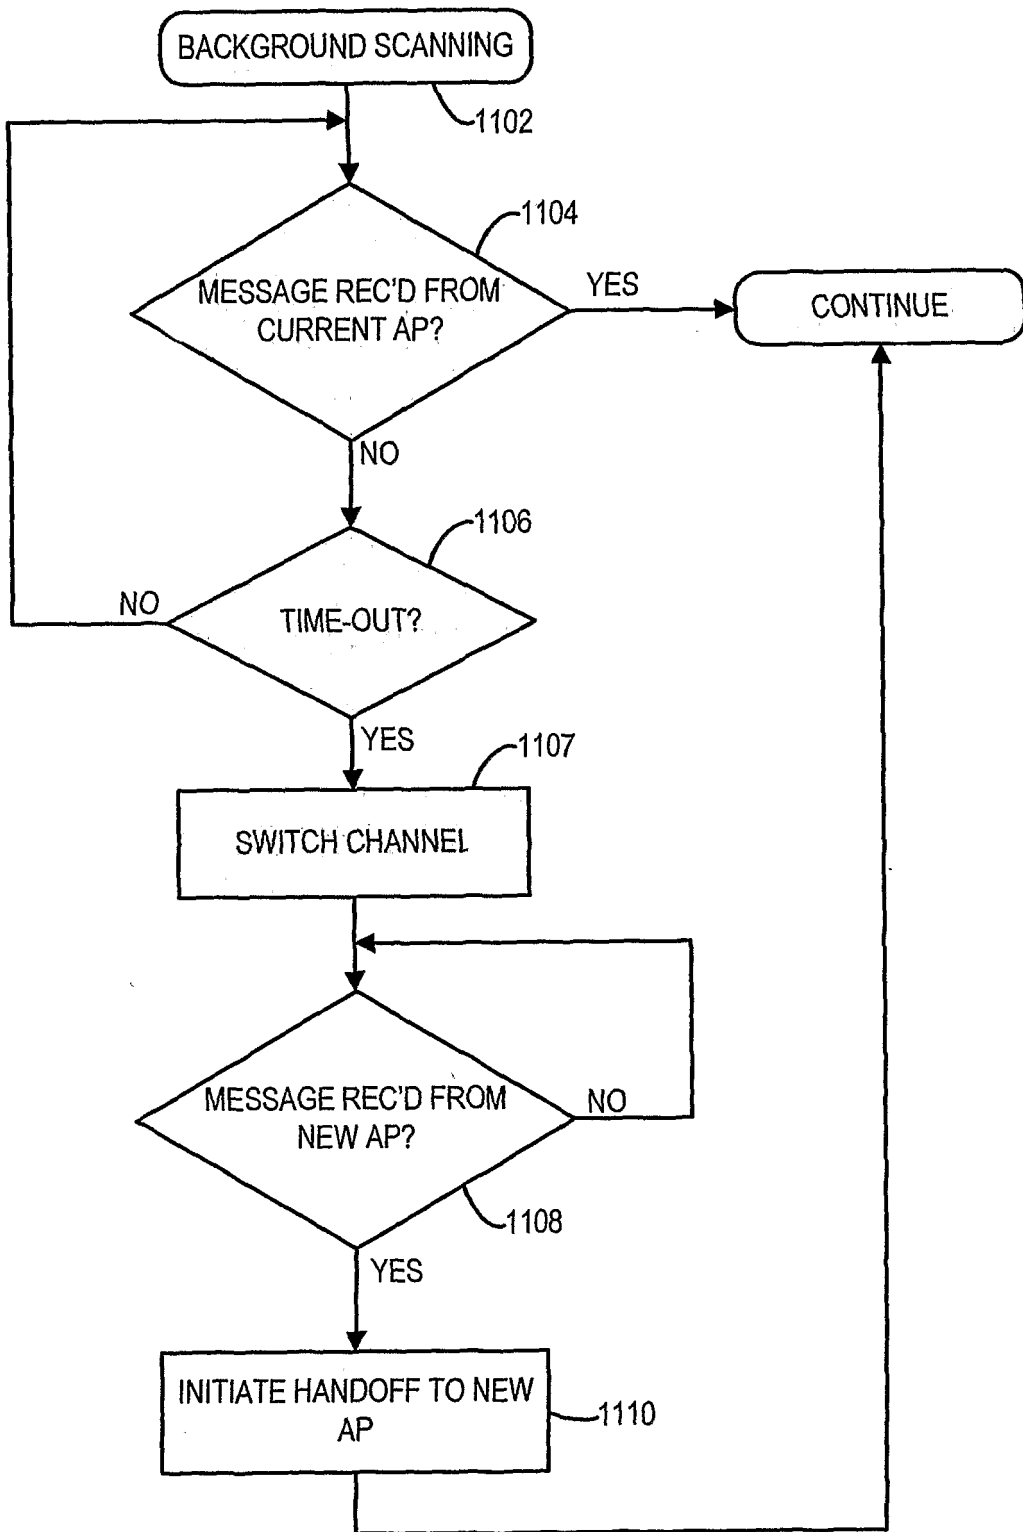 BACKGROUND SCANNING
1102
1104
MESSAGE REC'D FROM
CURRENT AP?
YES
CONTINUE
NO
1106
NO
TIME-OUT?
YES
1107
SWITCH CHANNEL
MESSAGE REC'D FROM
NEW AP?
NO
1108
YES
INITIATE HANDOFF TO NEW
AP
1110